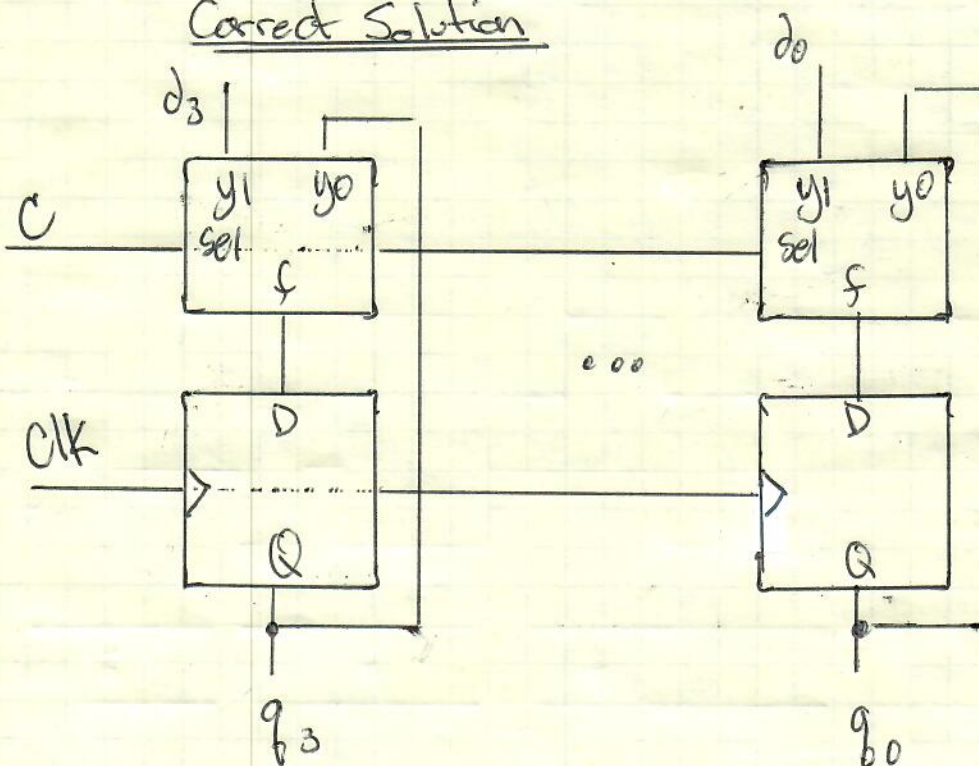 Correct Solution
d3 d0
y1 y0 y1 y0
C sel sel
f f
...
D D
Clk
Q Q
q3 q0